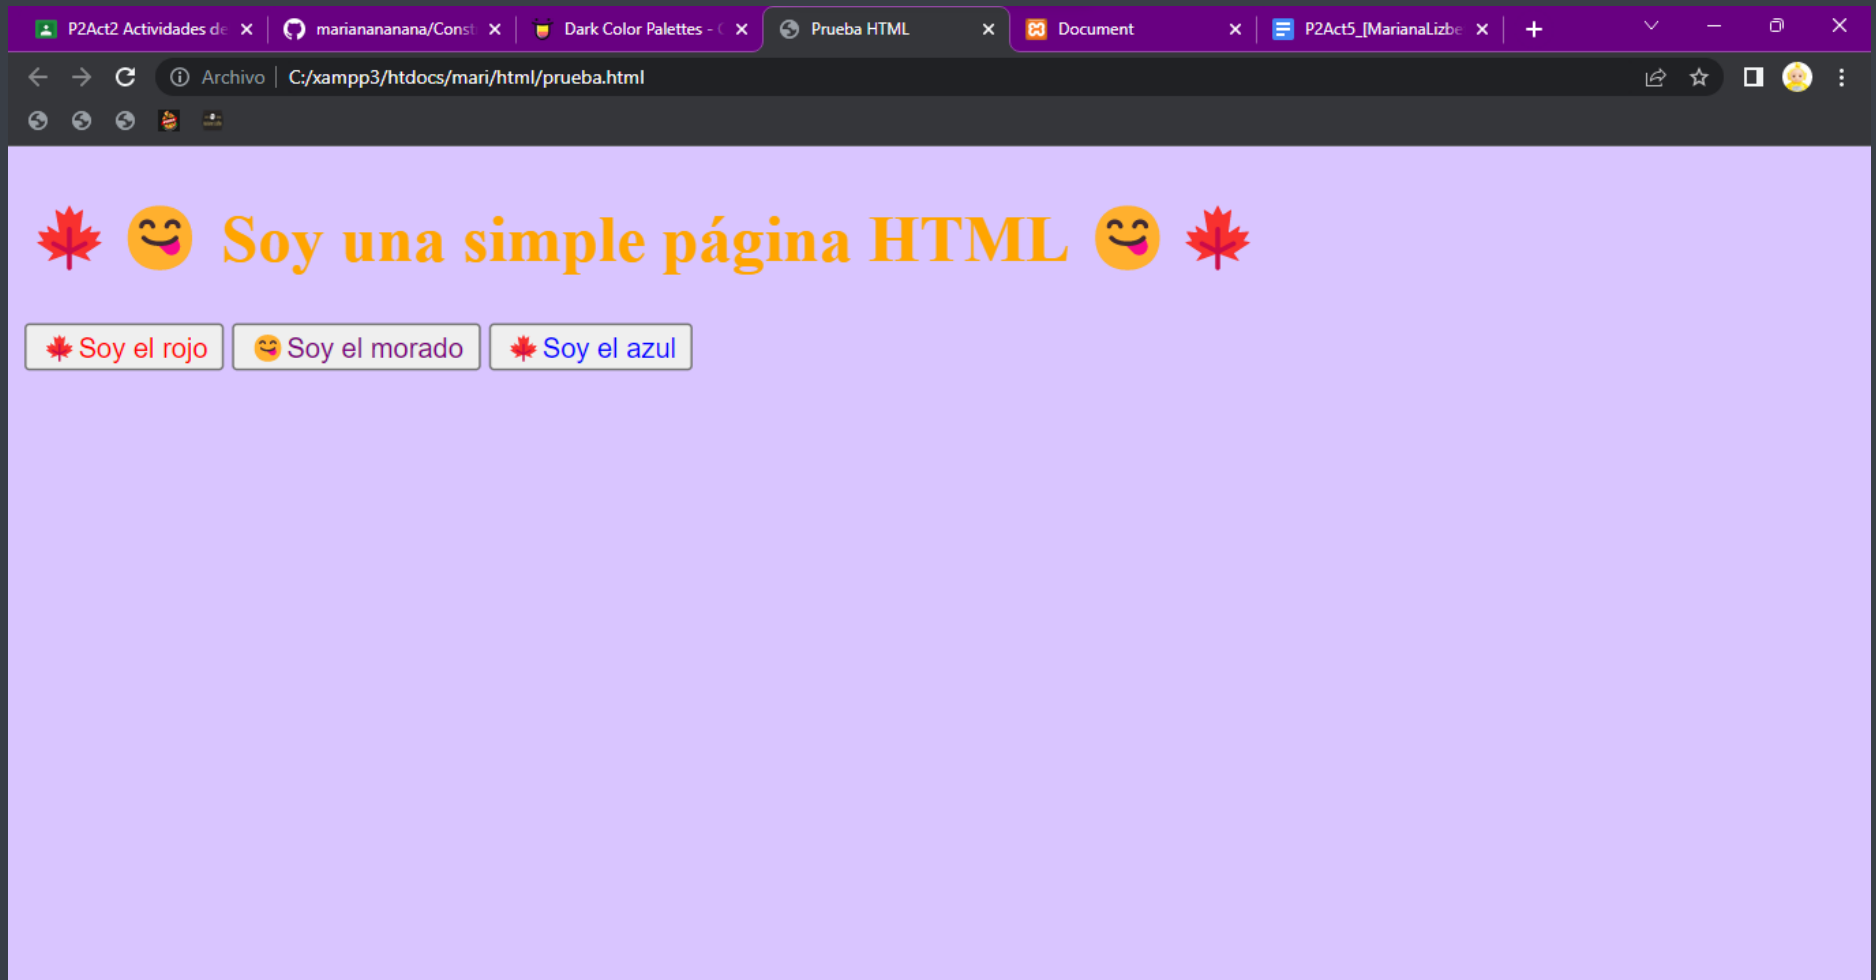 P2Act2 Actividades de
marianananana/Const
Dark Color Palettes - C
Prueba HTML
Document
P2Act5_[MarianaLizbe
Archivo
C:/xampp3/htdocs/mari/html/prueba.html
🍁 😋 Soy una simple página HTML 😋 🍁
🍁Soy el rojo
😋Soy el morado
🍁Soy el azul